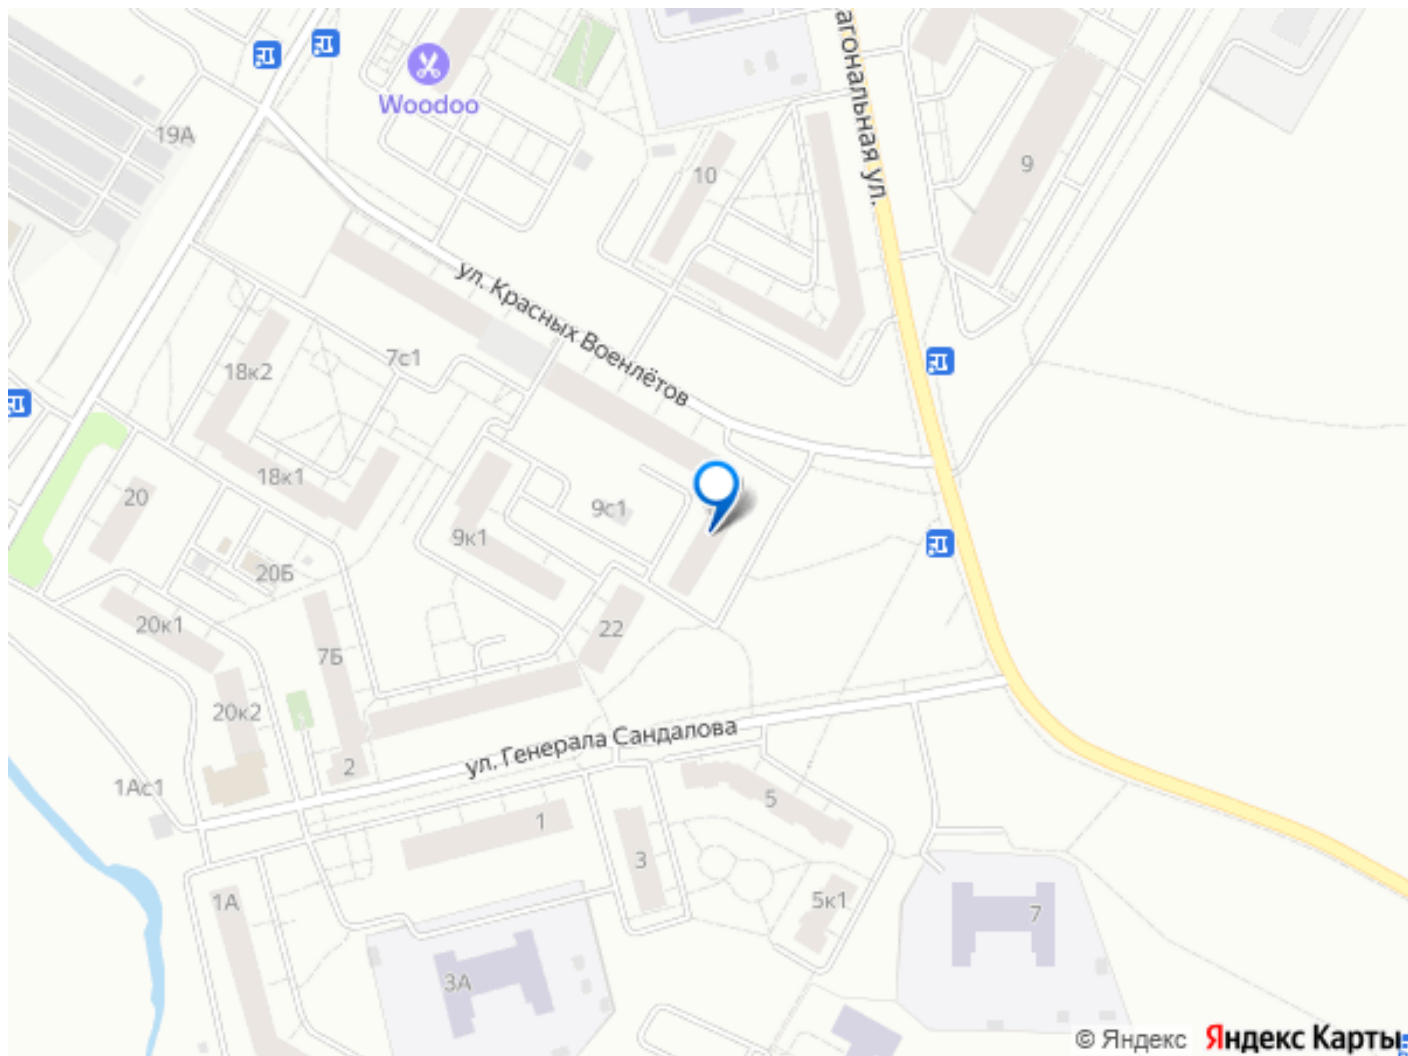 агональная ул.
Woodoo
19А
10
9
ул. Красных Военлётов
7с1
18к2
18к1
20
9с1
9к1
20Б
20к1
22
7Б
20к2
ул. Генерала Сандалова
2
1Ас1
5
1
3
1А
5к1
7
3А
© Яндекс Яндекс Карты